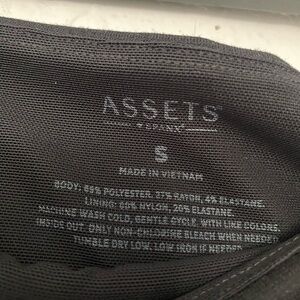 ASSETS
♥ SPANX®
S
MADE IN VIETNAM
BODY: 69% POLYESTER, 27% RAYON, 4% ELASTANE.
LINING: 80% NYLON, 20% ELASTANE.
MACHINE WASH COLD, GENTLE CYCLE, WITH LIKE COLORS.
INSIDE OUT. ONLY NON-CHLORINE BLEACH WHEN NEEDED.
TUMBLE DRY LOW, LOW IRON IF NEEDED.